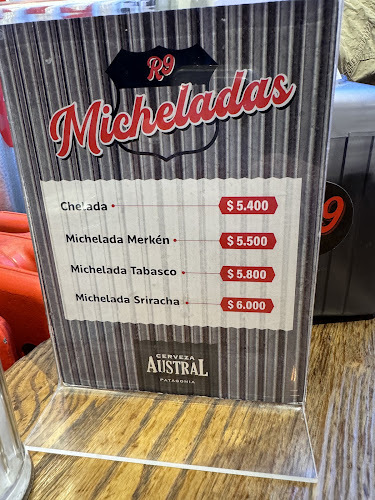 R9
Micheladas
Chelada • $ 5.400
Michelada Merkén • $ 5.500
Michelada Tabasco • $ 5.800
Michelada Sriracha • $ 6.000
CERVEZA
AUSTRAL
PATAGONIA
9